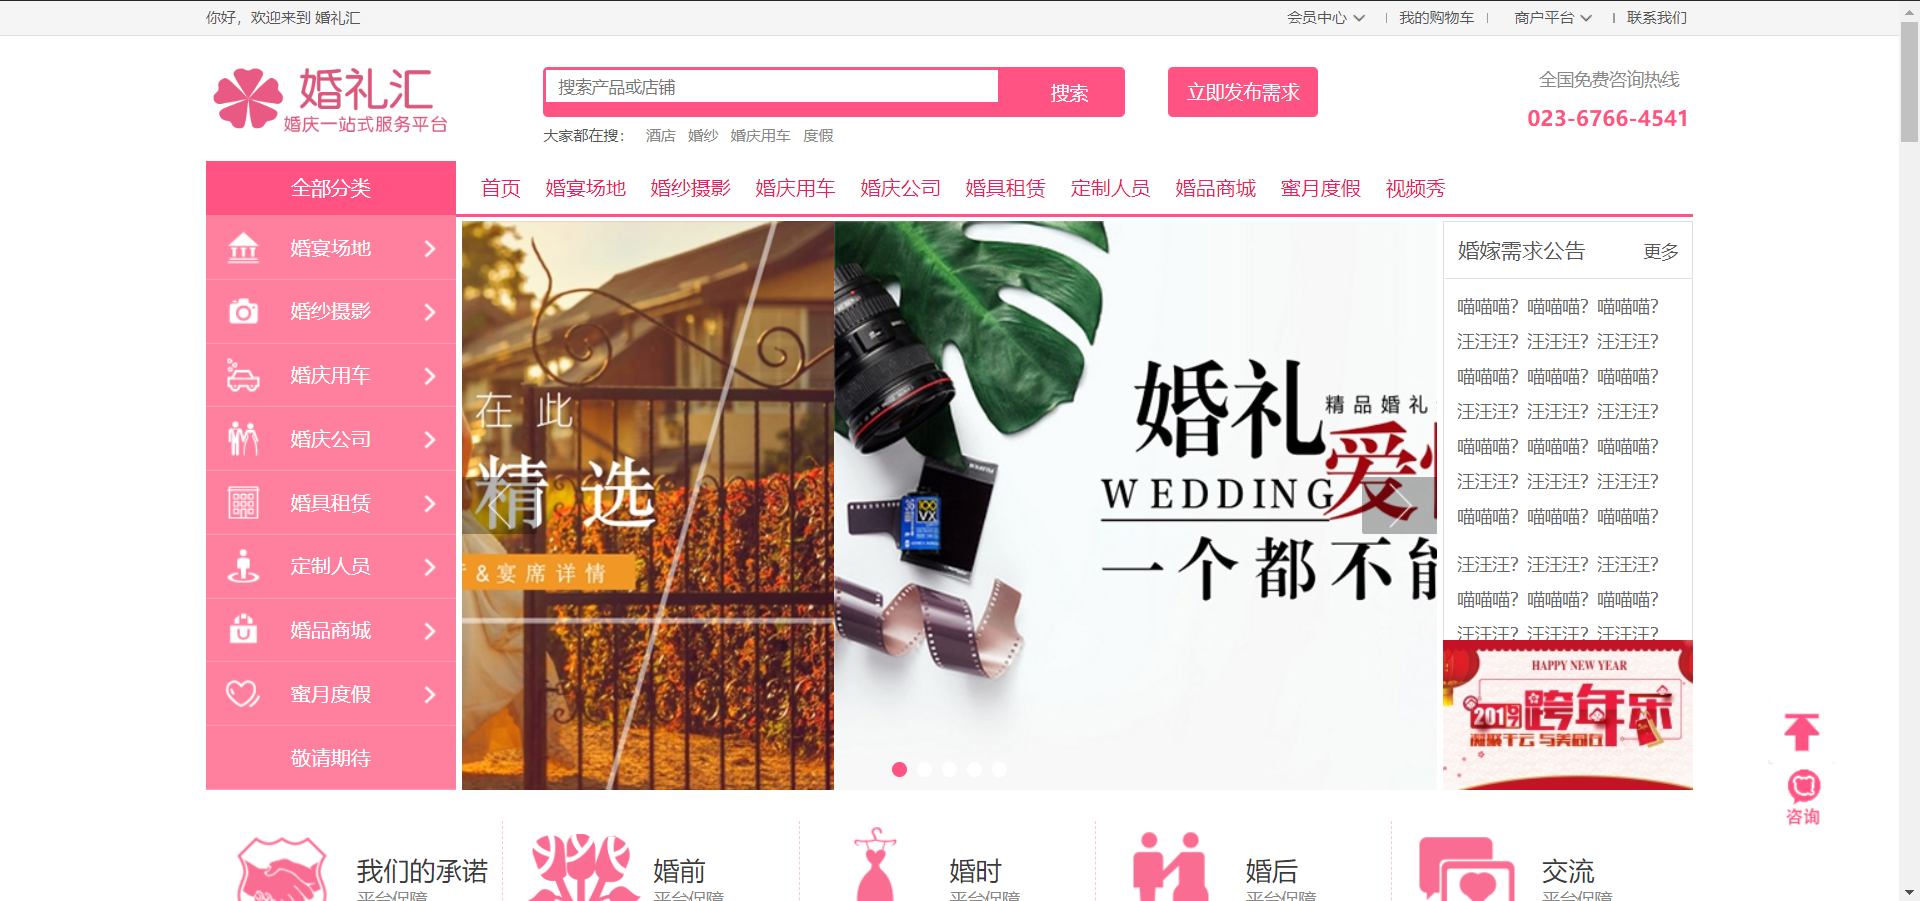 你好，欢迎来到 婚礼汇
会员中心
我的购物车
商户平台
联系我们
婚礼汇
婚庆一站式服务平台
搜索产品或店铺
搜索
立即发布需求
全国免费咨询热线
023-6766-4541
大家都在搜： 酒店 婚纱 婚庆用车 度假
全部分类
首页 婚宴场地 婚纱摄影 婚庆用车 婚庆公司 婚具租赁 定制人员 婚品商城 蜜月度假 视频秀
婚宴场地
婚纱摄影
婚庆用车
婚庆公司
婚具租赁
定制人员
婚品商城
蜜月度假
敬请期待
在此
精选
&宴席详情
婚礼
精品婚礼
爱
WEDDING
一个都不能
婚嫁需求公告
更多
喵喵喵？喵喵喵？喵喵喵？
汪汪汪？汪汪汪？汪汪汪？
喵喵喵？喵喵喵？喵喵喵？
汪汪汪？汪汪汪？汪汪汪？
喵喵喵？喵喵喵？喵喵喵？
汪汪汪？汪汪汪？汪汪汪？
喵喵喵？喵喵喵？喵喵喵？
汪汪汪？汪汪汪？汪汪汪？
喵喵喵？喵喵喵？喵喵喵？
汪汪汪？汪汪汪？汪汪汪？
HAPPY NEW YEAR
2019
跨年乐
咨询
我们的承诺
平台保障
婚前
平台保障
婚时
平台保障
婚后
平台保障
交流
平台保障